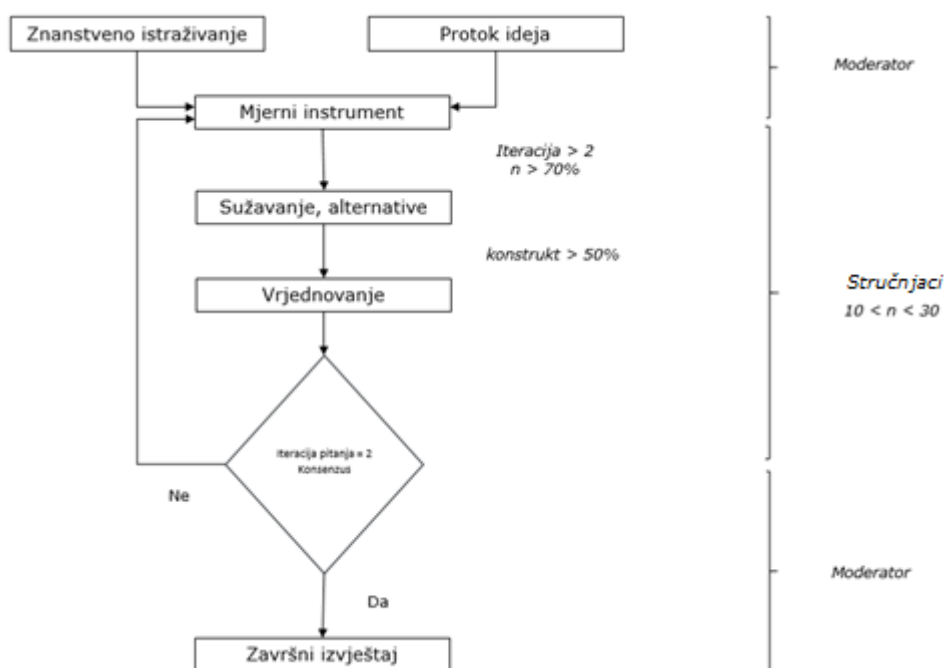 Znanstveno istraživanje
Protok ideja
Moderator
Mjerni instrument
Iteracija > 2
n > 70%
Sužavanje, alternative
konstrukt > 50%
Vrjednovanje
Stručnjaci
10 < n < 30
Iteracija pitanja = 2
Konsenzus
Ne
Moderator
Da
Završni izvještaj